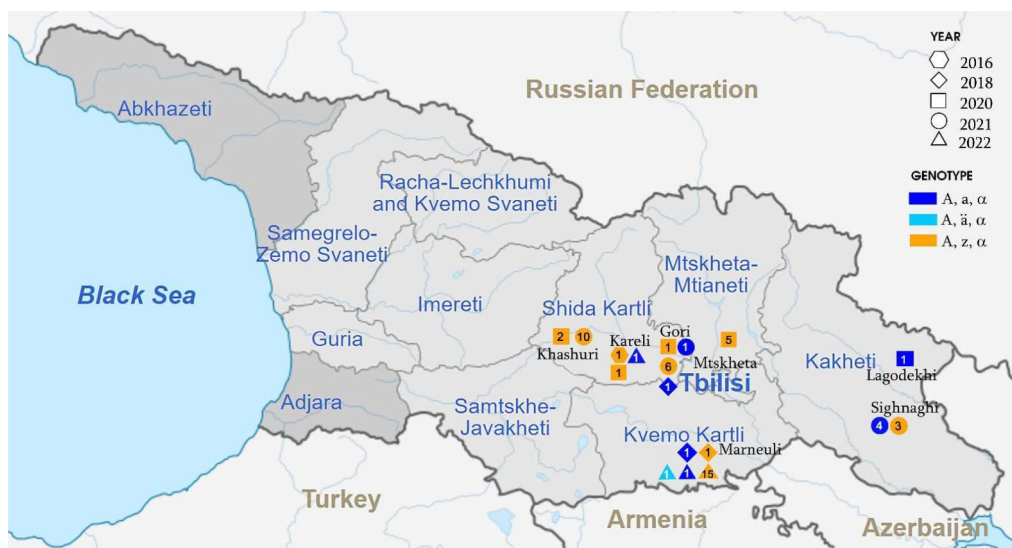 YEAR
2016
2018
2020
2021
2022
GENOTYPE
A, a, α
A, ä, α
A, z, α
Russian Federation
Abkhazeti
Racha-Lechkhumi
and Kvemo Svaneti
Samegrelo-
Zemo Svaneti
Mtskheta-
Mtianeti
Black Sea
Imereti
Shida Kartli
Guria
2
10
Khashuri
Kareli
1
1
1
Gori
1
1
6
5
Mtskheta
Tbilisi
1
Kakheti
1
Lagodekhi
Sighnaghi
4
3
Adjara
Samtskhe-
Javakheti
Kvemo Kartli
Marneuli
1
1
1
1
15
Turkey
Armenia
Azerbaijan